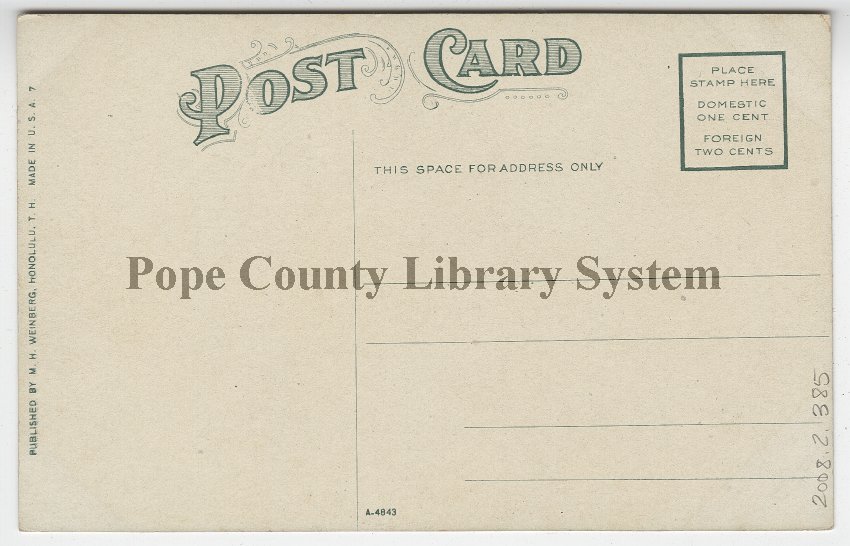 POST CARD
PLACE
STAMP HERE
DOMESTIC
ONE CENT
FOREIGN
TWO CENTS
THIS SPACE FOR ADDRESS ONLY
Pope County Library System
PUBLISHED BY M. H. WEINBERG, HONOLULU, T. H. MADE IN U. S. A. 7
A-4843
2008.2.385